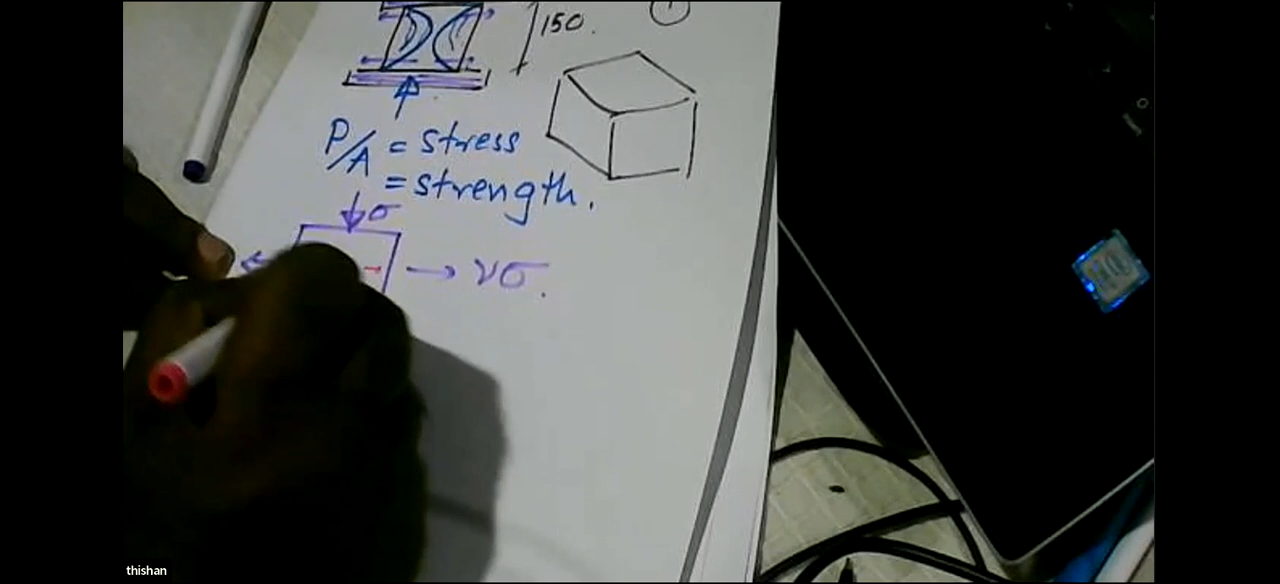 150.
P/A = stress
= strength.
σ
νσ.
thishan